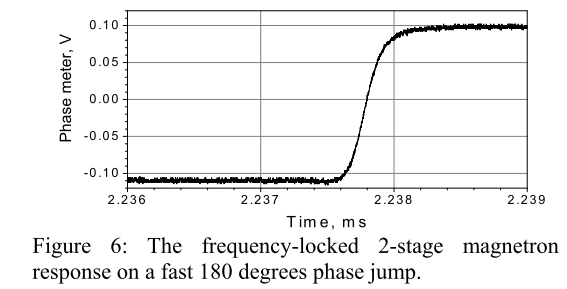 0.10
0.05
0.00
-0.05
-0.10
Phase meter, V
2.236 2.237 2.238 2.239
Time, ms
Figure 6: The frequency-locked 2-stage magnetron
response on a fast 180 degrees phase jump.